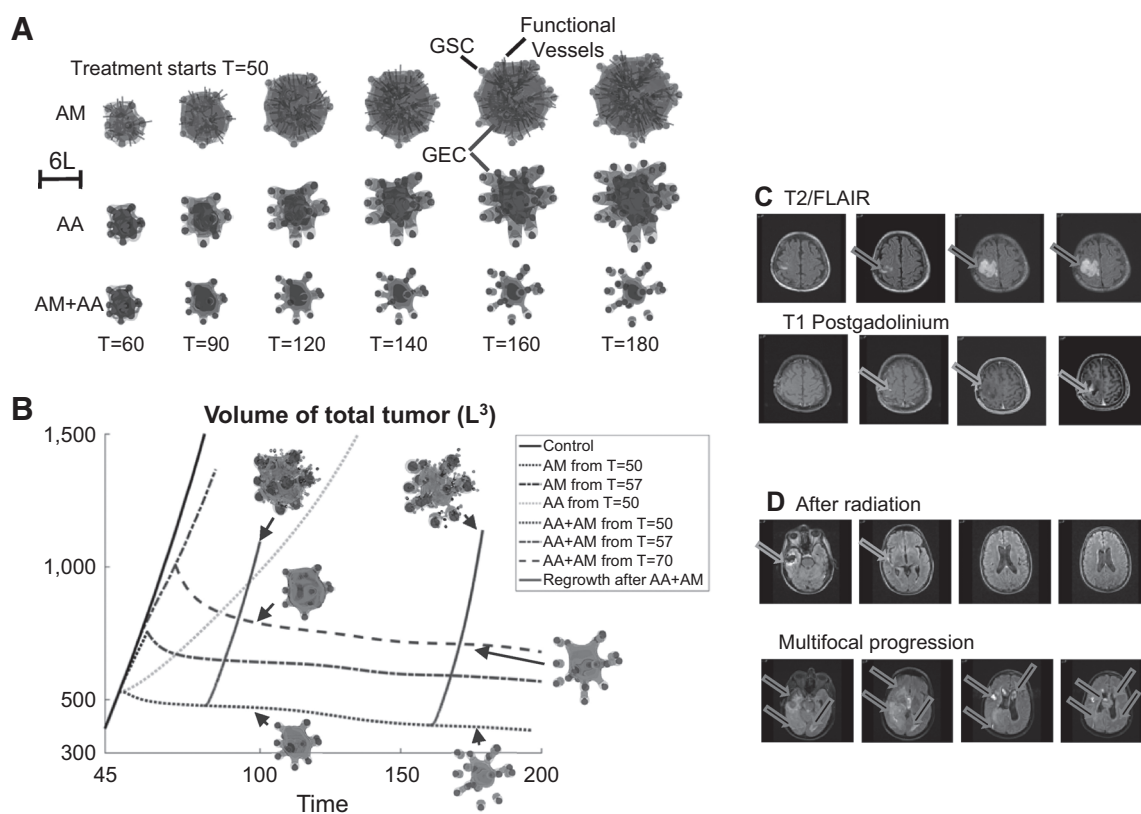 A
Treatment starts T=50
GSC
Functional
Vessels
AM
GEC
6L
AA
AM+AA
T=60
T=90
T=120
T=140
T=160
T=180
B
Volume of total tumor (L³)
1,500
1,000
500
300
45
100
150
200
Time
Control
AM from T=50
AM from T=57
AA from T=50
AA+AM from T=50
AA+AM from T=57
AA+AM from T=70
Regrowth after AA+AM
C
T2/FLAIR
T1 Postgadolinium
D
After radiation
Multifocal progression